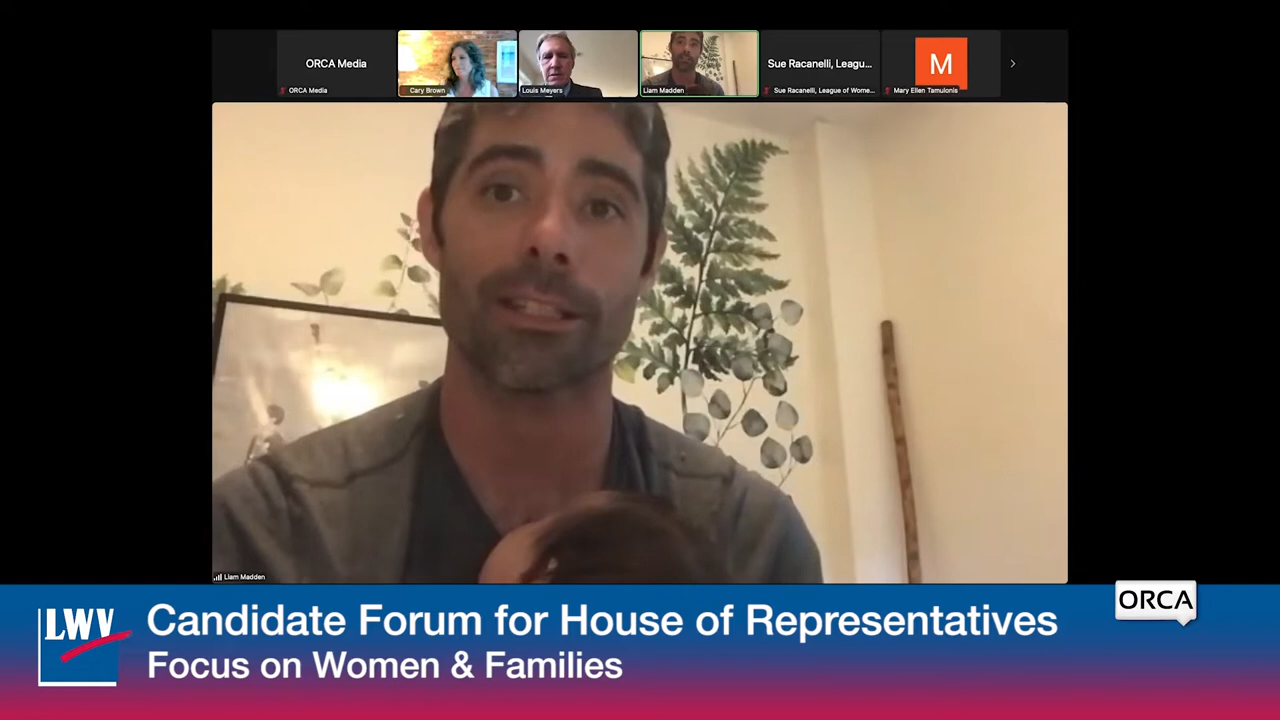 ORCA Media
Sue Racanelli, Leagu...
M
ORCA Media
Cary Brown
Louis Meyers
Liam Madden
Sue Racanelli, League of Wome...
Mary Ellen Tamulonis
Liam Madden
ORCA
LWV
Candidate Forum for House of Representatives
Focus on Women & Families